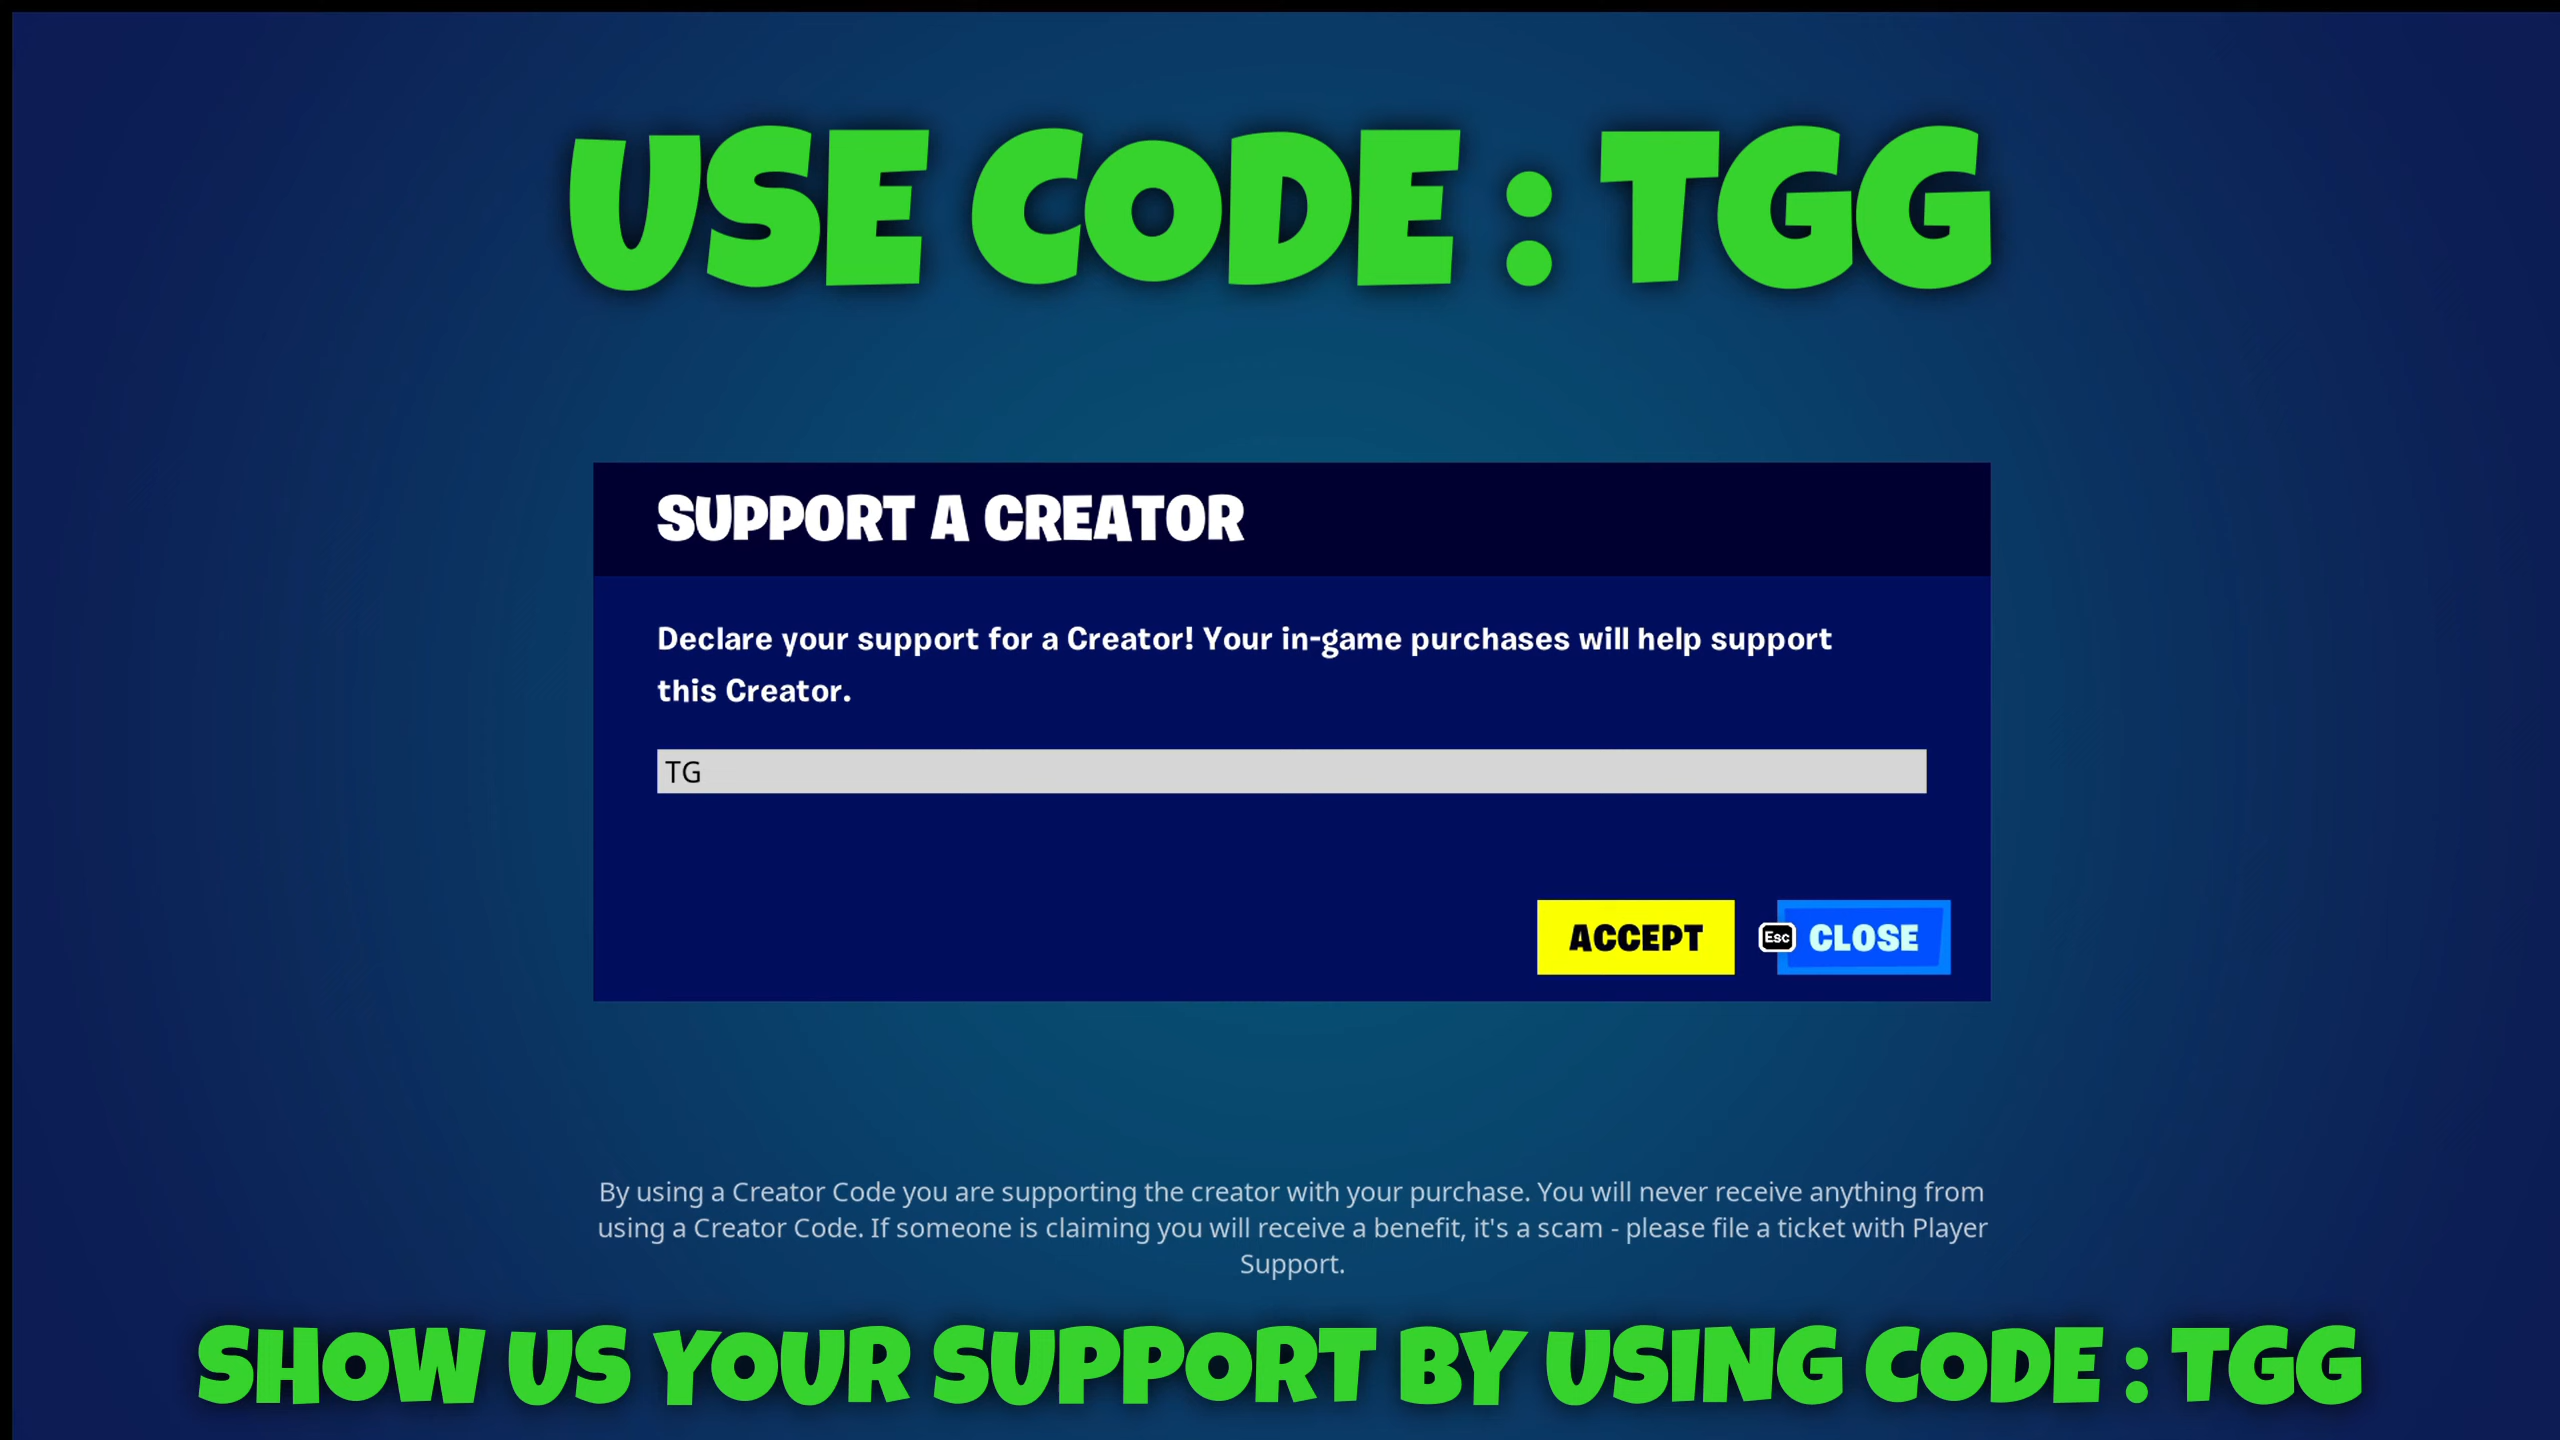 USE CODE : TGG
SUPPORT A CREATOR
Declare your support for a Creator! Your in-game purchases will help support
this Creator.
TG
ACCEPT
Esc CLOSE
By using a Creator Code you are supporting the creator with your purchase. You will never receive anything from
using a Creator Code. If someone is claiming you will receive a benefit, it's a scam - please file a ticket with Player
Support.
SHOW US YOUR SUPPORT BY USING CODE : TGG